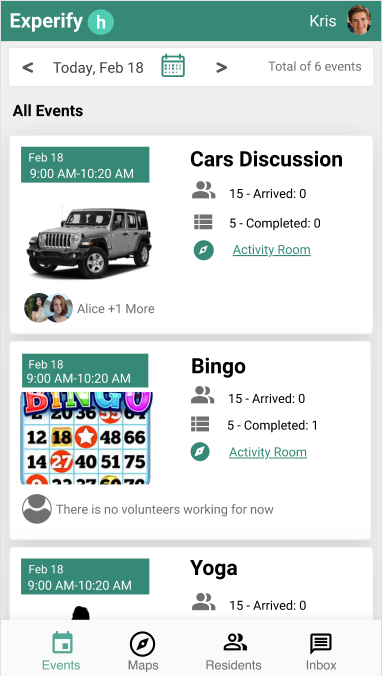 Experify h
Kris
< Today, Feb 18 >
Total of 6 events
All Events
Feb 18
9:00 AM-10:20 AM
Cars Discussion
15 - Arrived: 0
5 - Completed: 0
Activity Room
Alice +1 More
Feb 18
9:00 AM-10:20 AM
Bingo
15 - Arrived: 0
5 - Completed: 1
Activity Room
BINGO
20 36 55 64
12 18 48 66
14 27 40 51 75
There is no volunteers working for now
Feb 18
9:00 AM-10:20 AM
Yoga
15 - Arrived: 0
Events
Maps
Residents
Inbox